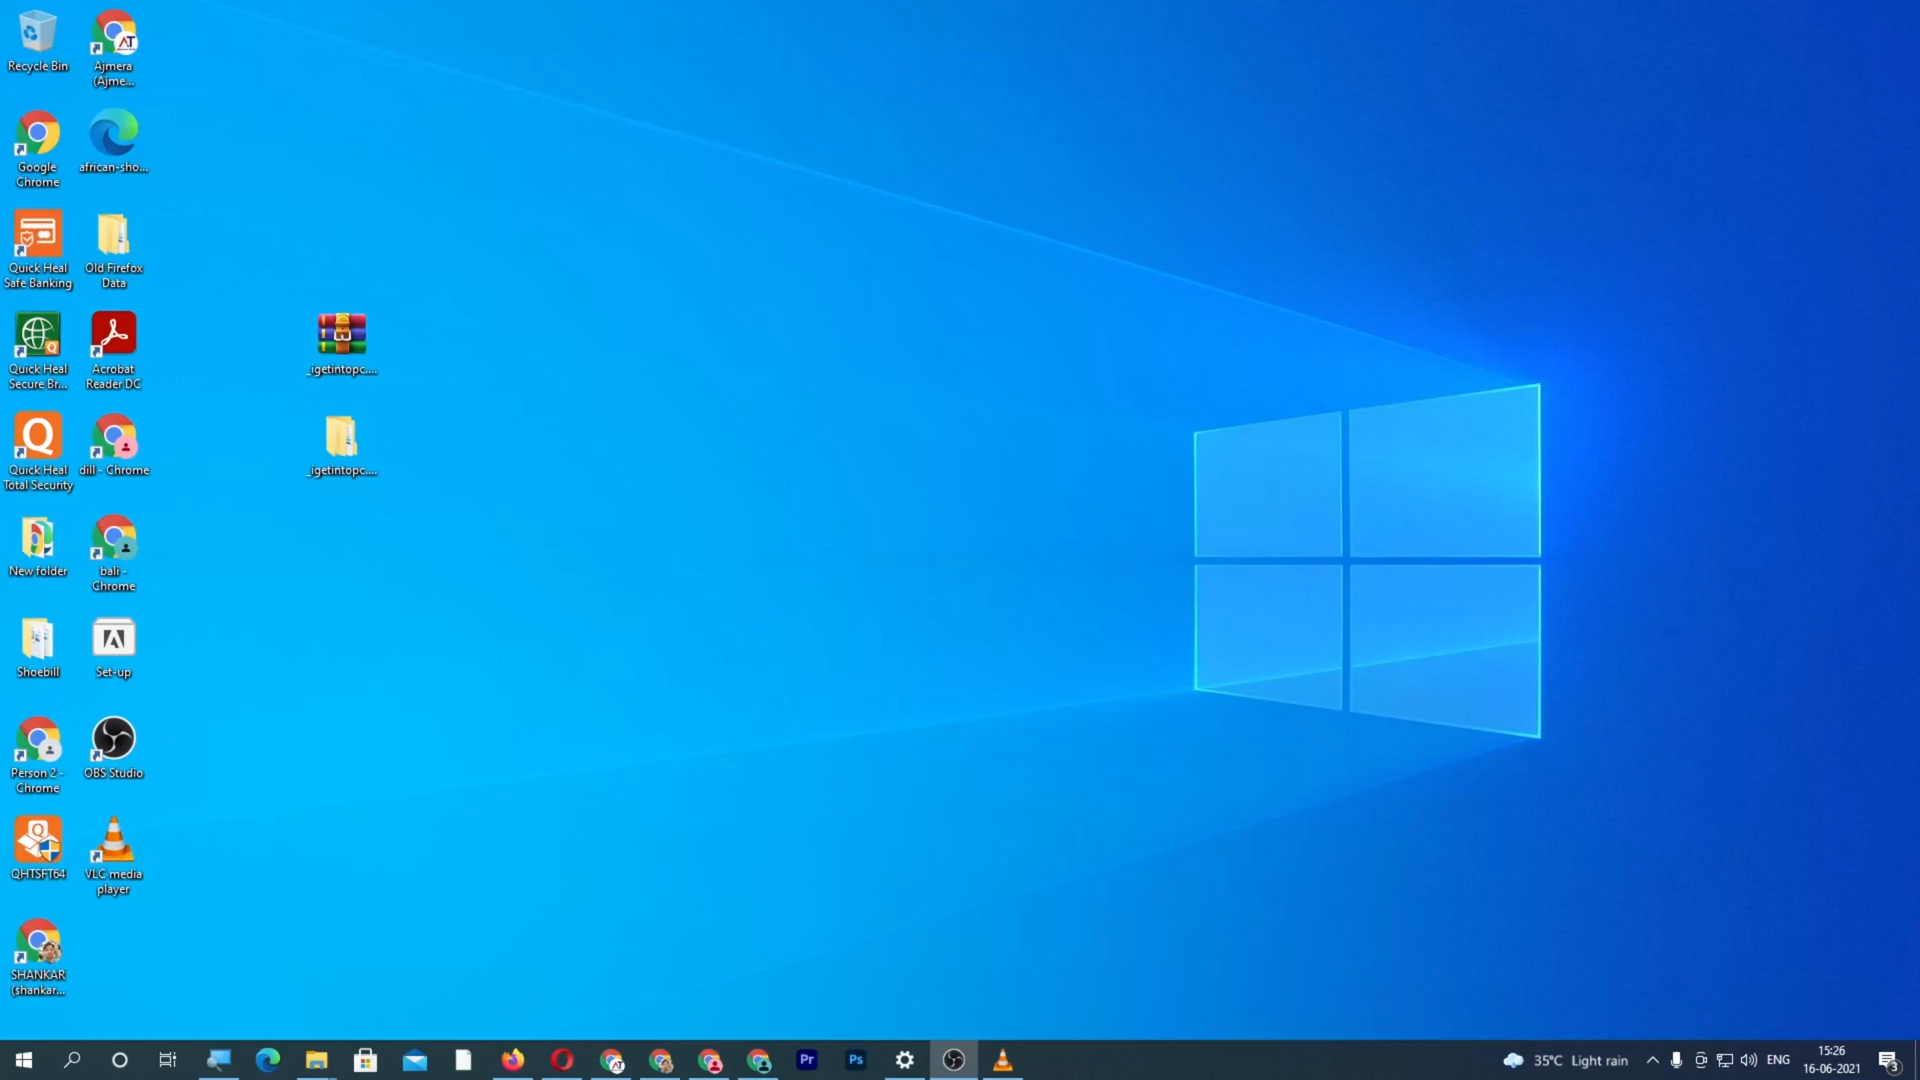 Recycle Bin
Ajmera
(Ajme...
Google
Chrome
african-sho...
Quick Heal
Safe Banking
Old Firefox
Data
Quick Heal
Secure Br...
Acrobat
Reader DC
_igetintopc....
Quick Heal
Total Security
dill - Chrome
_igetintopc....
New folder
bali -
Chrome
Shoebill
Set-up
Person 2 -
Chrome
OBS Studio
QHTSFT64
VLC media
player
SHANKAR
(shankar...
Pr
Ps
35°C Light rain
ENG
15:26
16-06-2021
3